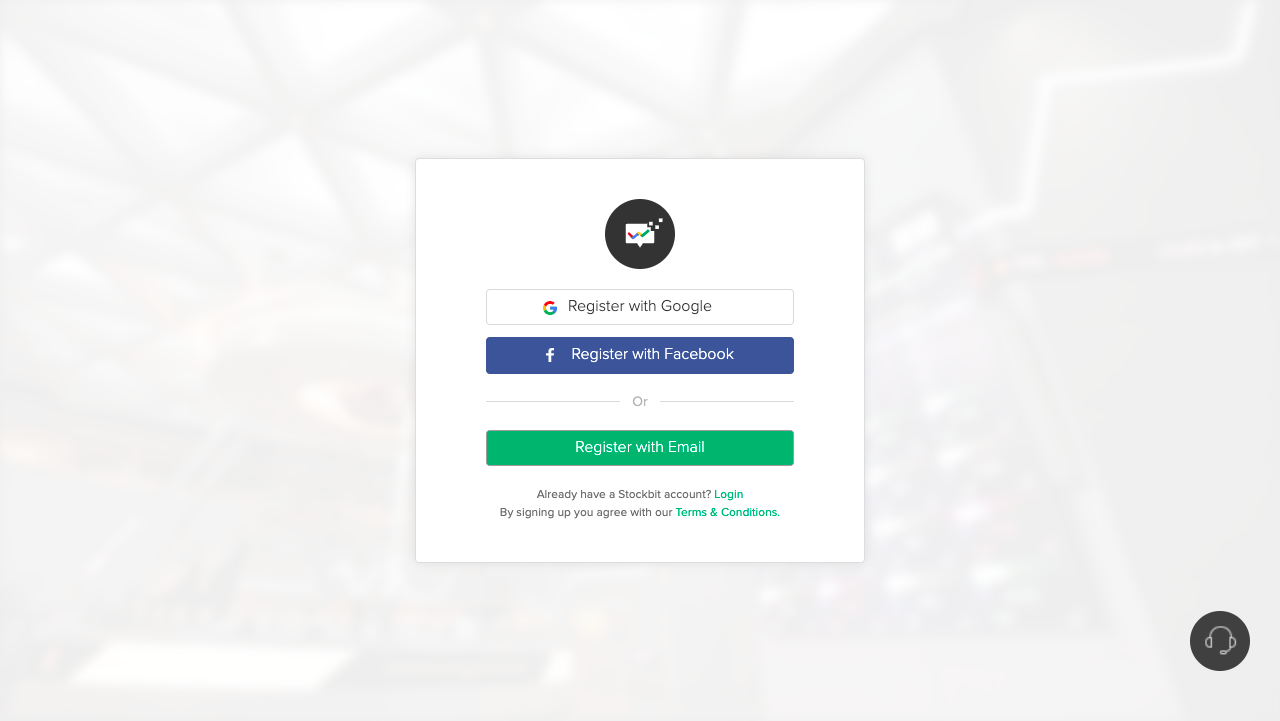 Register with Google
Register with Facebook
Or
Register with Email
Already have a Stockbit account? Login
By signing up you agree with our Terms & Conditions.